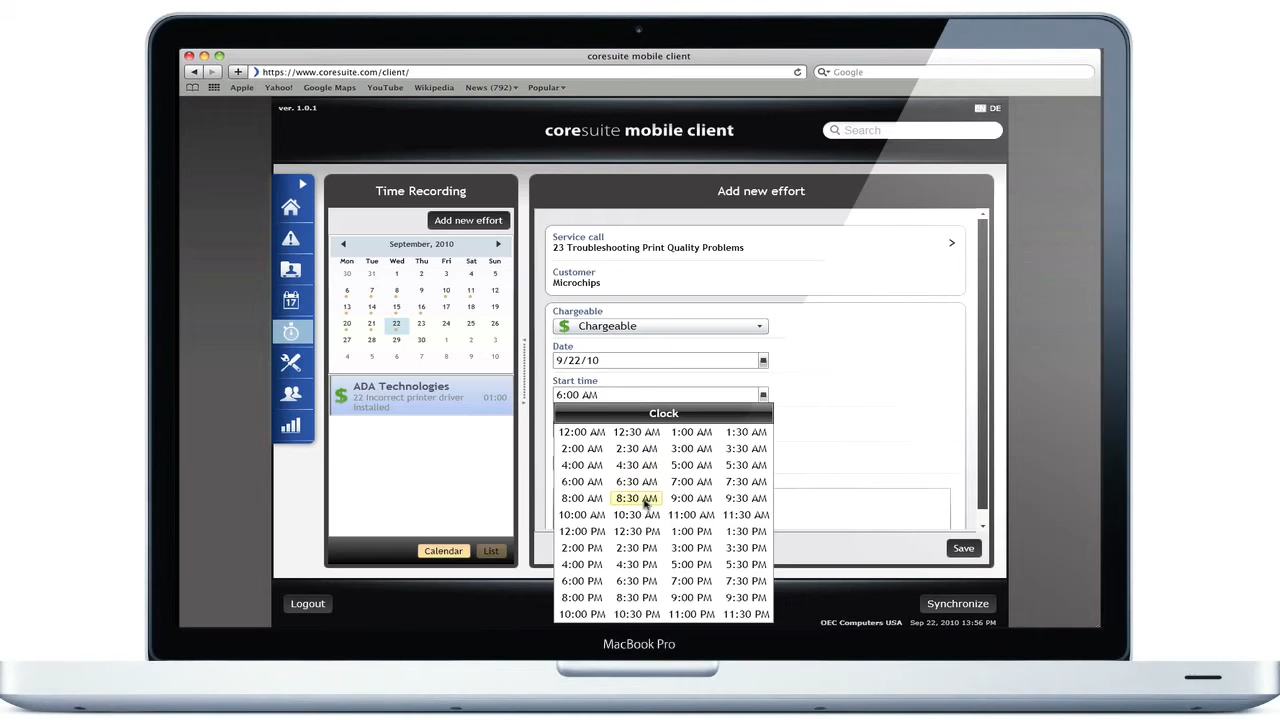 coresuite mobile client
https://www.coresuite.com/client/
Google
Apple Yahoo! Google Maps YouTube Wikipedia News (792) Popular
ver. 1.0.1
DE
coresuite mobile client
Search
Time Recording
Add new effort
September, 2010
Mon Tue Wed Thu Fri Sat Sun
30 31 1 2 3 4 5
6 7 8 9 10 11 12
13 14 15 16 17 18 19
20 21 22 23 24 25 26
27 28 29 30 1 2 3
4 5 6 7 8 9 10
ADA Technologies
22 Incorrect printer driver
installed
01:00
Calendar List
Add new effort
Service call
23 Troubleshooting Print Quality Problems
Customer
Microchips
Chargeable
$ Chargeable
Date
9/22/10
Start time
6:00 AM
Clock
12:00 AM 12:30 AM 1:00 AM 1:30 AM
2:00 AM 2:30 AM 3:00 AM 3:30 AM
4:00 AM 4:30 AM 5:00 AM 5:30 AM
6:00 AM 6:30 AM 7:00 AM 7:30 AM
8:00 AM 8:30 AM 9:00 AM 9:30 AM
10:00 AM 10:30 AM 11:00 AM 11:30 AM
12:00 PM 12:30 PM 1:00 PM 1:30 PM
2:00 PM 2:30 PM 3:00 PM 3:30 PM
4:00 PM 4:30 PM 5:00 PM 5:30 PM
6:00 PM 6:30 PM 7:00 PM 7:30 PM
8:00 PM 8:30 PM 9:00 PM 9:30 PM
10:00 PM 10:30 PM 11:00 PM 11:30 PM
Save
Logout
Synchronize
OEC Computers USA Sep 22, 2010 13:56 PM
MacBook Pro